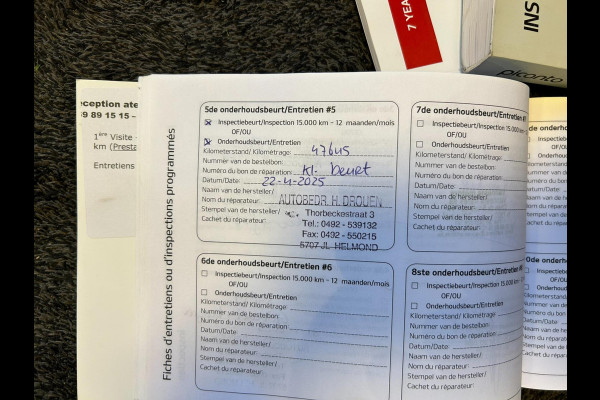 7 YEA
INS
picanto
eception ate
39 89 15 15 –
1ère Visite
km (Presta
Entretiens
Fiches d'entretiens ou d'inspections programmés
5de onderhoudsbeurt/Entretien #5
Inspectiebeurt/Inspection 15.000 km – 12 maanden/mois
OF/OU
Onderhoudsbeurt/Entretien
Kilometerstand/ Kilométrage: 47645
Nummer van de bestelbon:
Numéro du bon de réparation: kl. beurt
Datum/Date: 22-4-2025
Naam van de hersteller/
Nom du réparateur: AUTOBEDR. H. DROUEN
Stempel van de hersteller/ Thorbeckestraat 3
Cachet du réparateur: Tel.: 0492 - 539132
Fax: 0492 - 550215
5707 JL HELMOND
6de onderhoudsbeurt/Entretien #6
Inspectiebeurt/Inspection 15.000 km – 12 maanden/mois
OF/OU
Onderhoudsbeurt/Entretien
Kilometerstand/ Kilométrage:
Nummer van de bestelbon:
Numéro du bon de réparation:
Datum/Date:
Naam van de hersteller/
Nom du réparateur:
Stempel van de hersteller/
Cachet du réparateur:
7de onderhoudsbeurt/Entretien #
Inspectiebeurt/Inspection 15.000
OF/OU
Onderhoudsbeurt/Entretien
Kilometerstand/ Kilométrage:
Nummer van de bestelbon:
Numéro du bon de réparation:
Datum/Date:
Naam van de hersteller/
Nom du réparateur:
Stempel van de hersteller/
Cachet du réparateur:
8ste onderhoudsbeurt/Entretien
Inspectiebeurt/Inspection 15.000
OF/OU
Onderhoudsbeurt/Entretien
Kilometerstand/ Kilométrage:
Nummer van de bestelbon:
Numéro du bon de réparation:
Datum/Date:
Naam van de hersteller/
Nom du réparateur:
Stempel van de hersteller/
Cachet du réparateur: